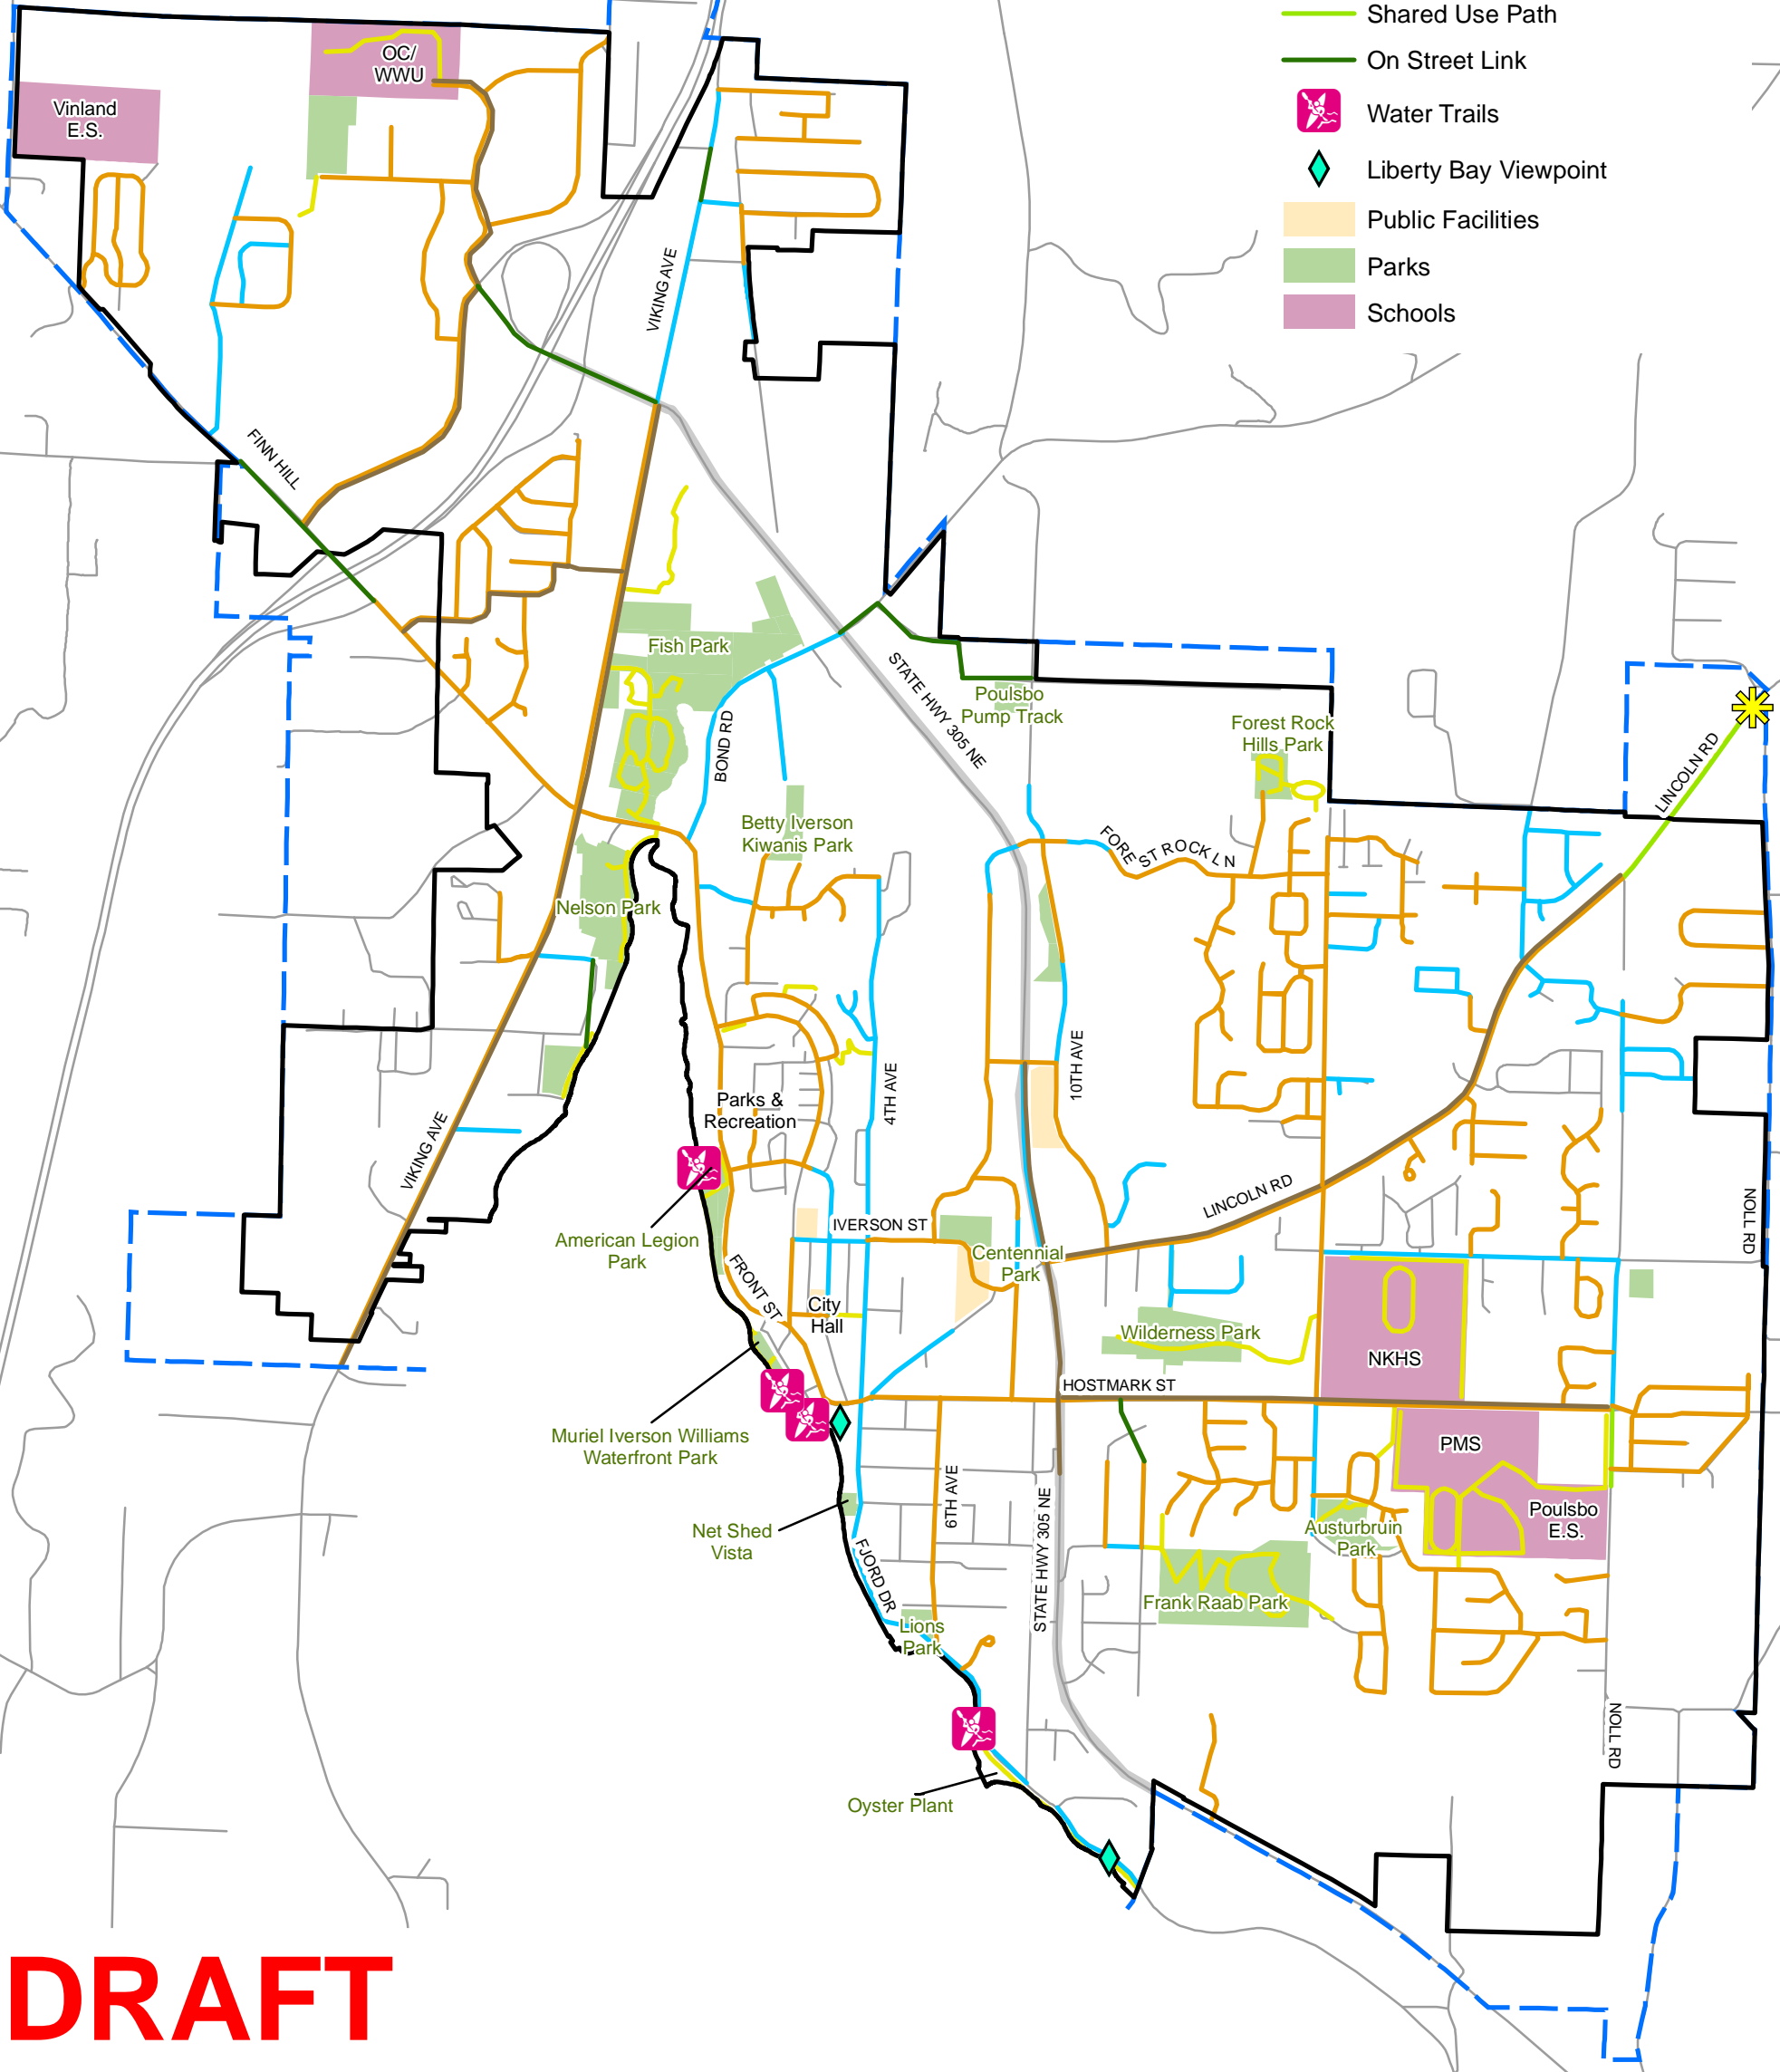 Shared Use Path
On Street Link
Water Trails
Liberty Bay Viewpoint
Public Facilities
Parks
Schools
OC/
WWU
Vinland
E.S.
VIKING AVE
FINN HILL
Fish Park
STATE HWY 305 NE
Poulsbo
Pump Track
BOND RD
Forest Rock
Hills Park
LINCOLN RD
Betty Iverson
Kiwanis Park
FOREST ROCK LN
Nelson Park
10TH AVE
4TH AVE
Parks &
Recreation
VIKING AVE
LINCOLN RD
NOLL RD
IVERSON ST
American Legion
Park
Centennial
Park
FRONT ST
City
Hall
Wilderness Park
NKHS
HOSTMARK ST
Muriel Iverson Williams
Waterfront Park
PMS
6TH AVE
STATE HWY 305 NE
Net Shed
Vista
Poulsbo
E.S.
Austurbruin
Park
FJORD DR
Frank Raab Park
Lions
Park
NOLL RD
Oyster Plant
DRAFT